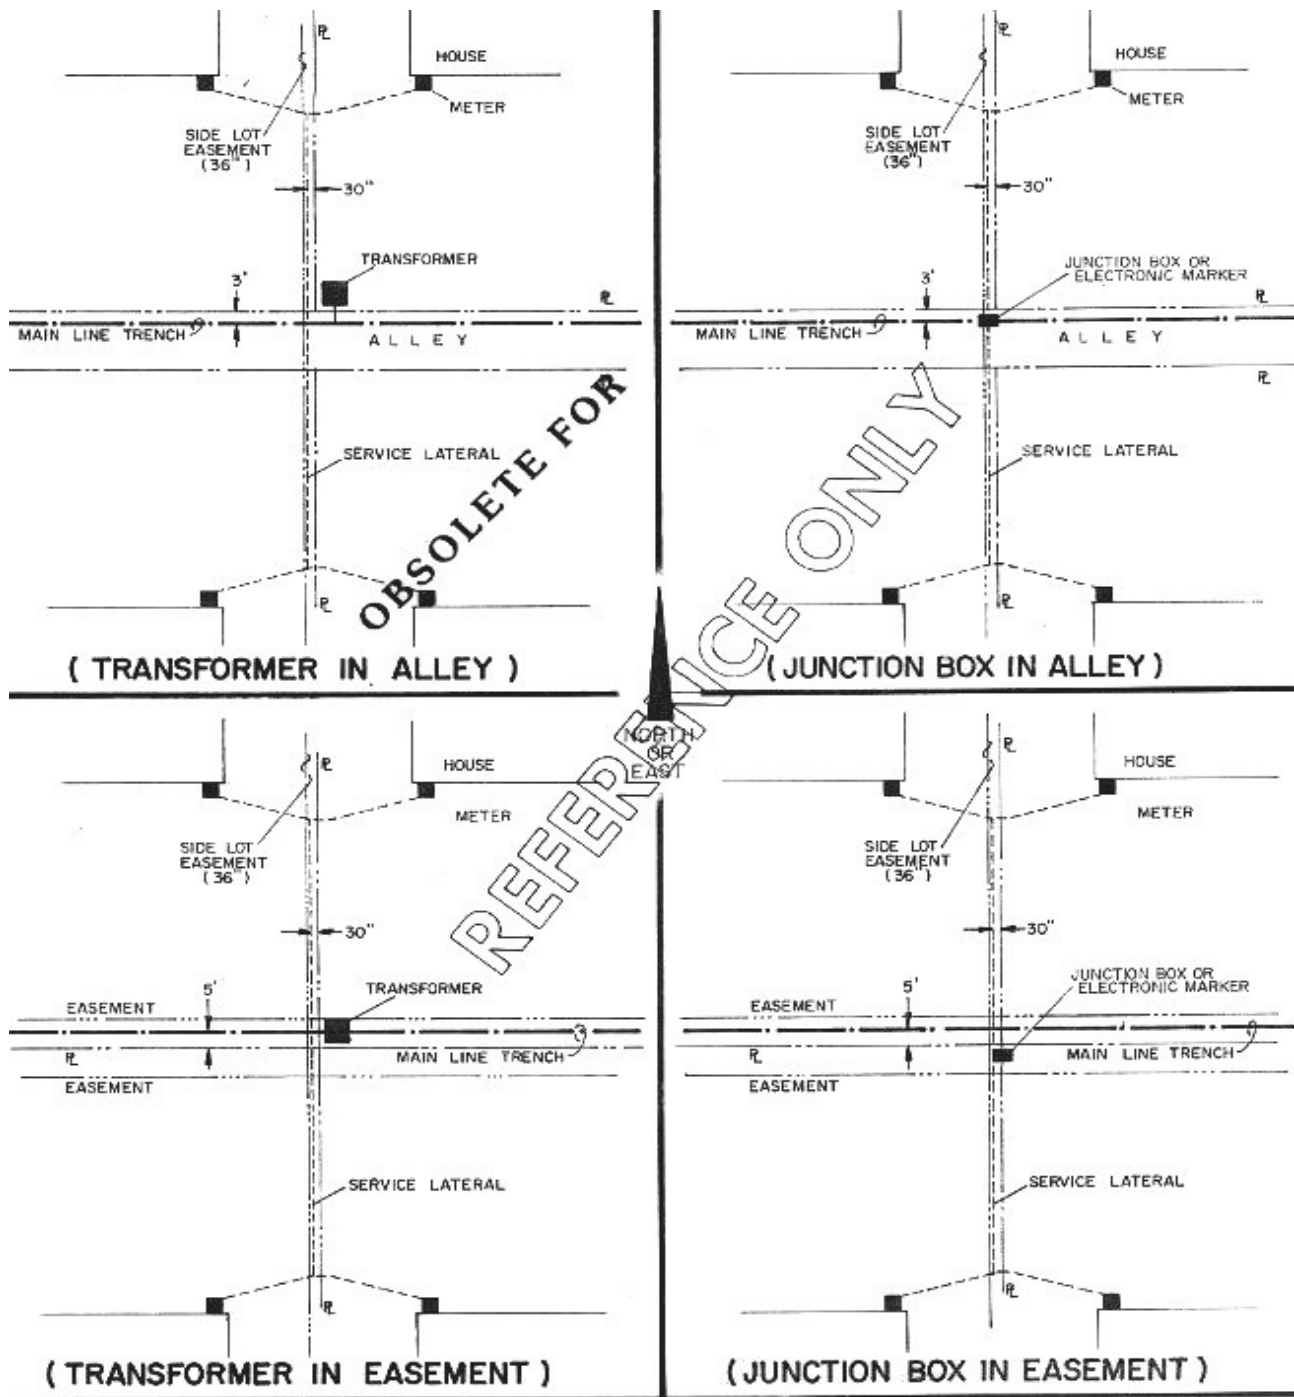 ℄
HOUSE
METER
SIDE LOT
EASEMENT
(36")
30"
TRANSFORMER
3'
℄
MAIN LINE TRENCH
ALLEY
SERVICE LATERAL
℄
(TRANSFORMER IN ALLEY)
℄
HOUSE
METER
SIDE LOT
EASEMENT
(36")
30"
JUNCTION BOX OR
ELECTRONIC MARKER
3'
℄
MAIN LINE TRENCH
ALLEY
℄
SERVICE LATERAL
℄
(JUNCTION BOX IN ALLEY)
OBSOLETE FOR
REFERENCE ONLY
NORTH
OR
EAST
℄
HOUSE
METER
SIDE LOT
EASEMENT
(36")
30"
TRANSFORMER
5'
EASEMENT
℄
MAIN LINE TRENCH
EASEMENT
SERVICE LATERAL
℄
(TRANSFORMER IN EASEMENT)
℄
HOUSE
METER
SIDE LOT
EASEMENT
(36")
30"
JUNCTION BOX OR
ELECTRONIC MARKER
5'
EASEMENT
℄
MAIN LINE TRENCH
EASEMENT
SERVICE LATERAL
℄
(JUNCTION BOX IN EASEMENT)